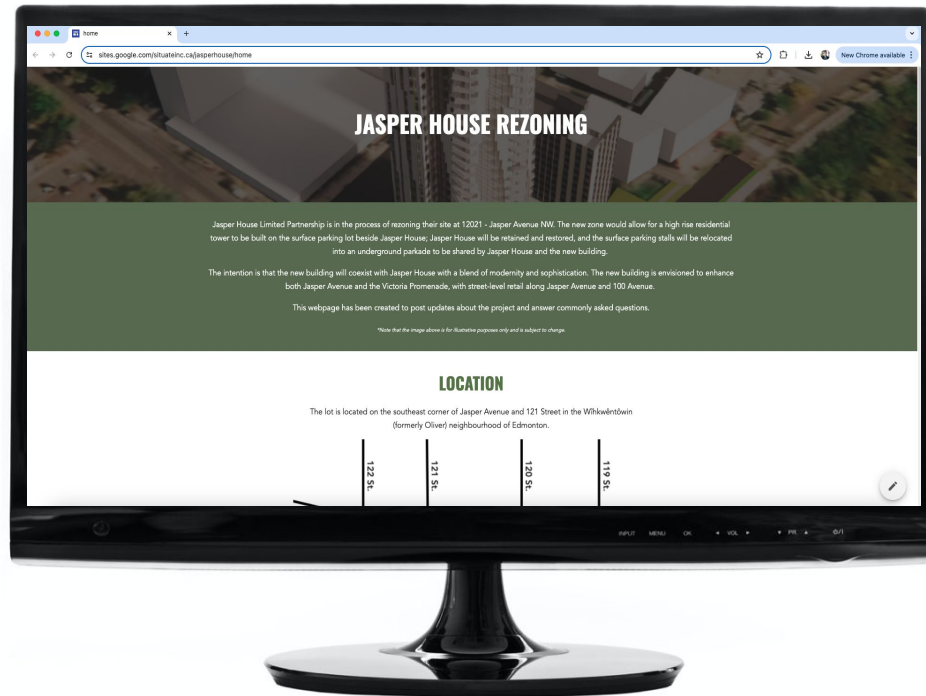 home
sites.google.com/situateinc.ca/jasperhouse/home
New Chrome available
JASPER HOUSE REZONING
Jasper House Limited Partnership is in the process of rezoning their site at 12021 - Jasper Avenue NW. The new zone would allow for a high rise residential
tower to be built on the surface parking lot beside Jasper House; Jasper House will be retained and restored, and the surface parking stalls will be relocated
into an underground parkade to be shared by Jasper House and the new building.
The intention is that the new building will coexist with Jasper House with a blend of modernity and sophistication. The new building is envisioned to enhance
both Jasper Avenue and the Victoria Promenade, with street-level retail along Jasper Avenue and 100 Avenue.
This webpage has been created to post updates about the project and answer commonly asked questions.
*Note that the image above is for illustrative purposes only and is subject to change.
LOCATION
The lot is located on the southeast corner of Jasper Avenue and 121 Street in the Wîhkwêntôwin
(formerly Oliver) neighbourhood of Edmonton.
122 St.
121 St.
120 St.
119 St.
INPUT MENU OK ◄ VOL ► ▼ PR ▲ ⏻/I